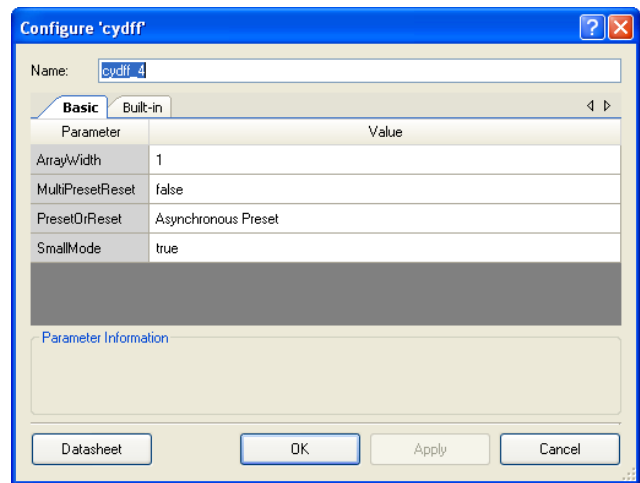 Configure 'cydff'
Name: cydff_4
Basic Built-in
Parameter Value
ArrayWidth 1
MultiPresetReset false
PresetOrReset Asynchronous Preset
SmallMode true
Parameter Information
Datasheet OK Apply Cancel